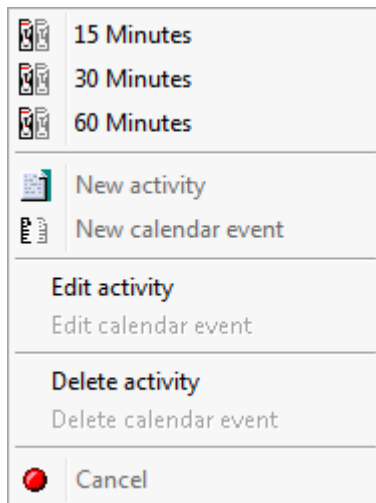 15 Minutes
30 Minutes
60 Minutes
New activity
New calendar event
Edit activity
Edit calendar event
Delete activity
Delete calendar event
Cancel